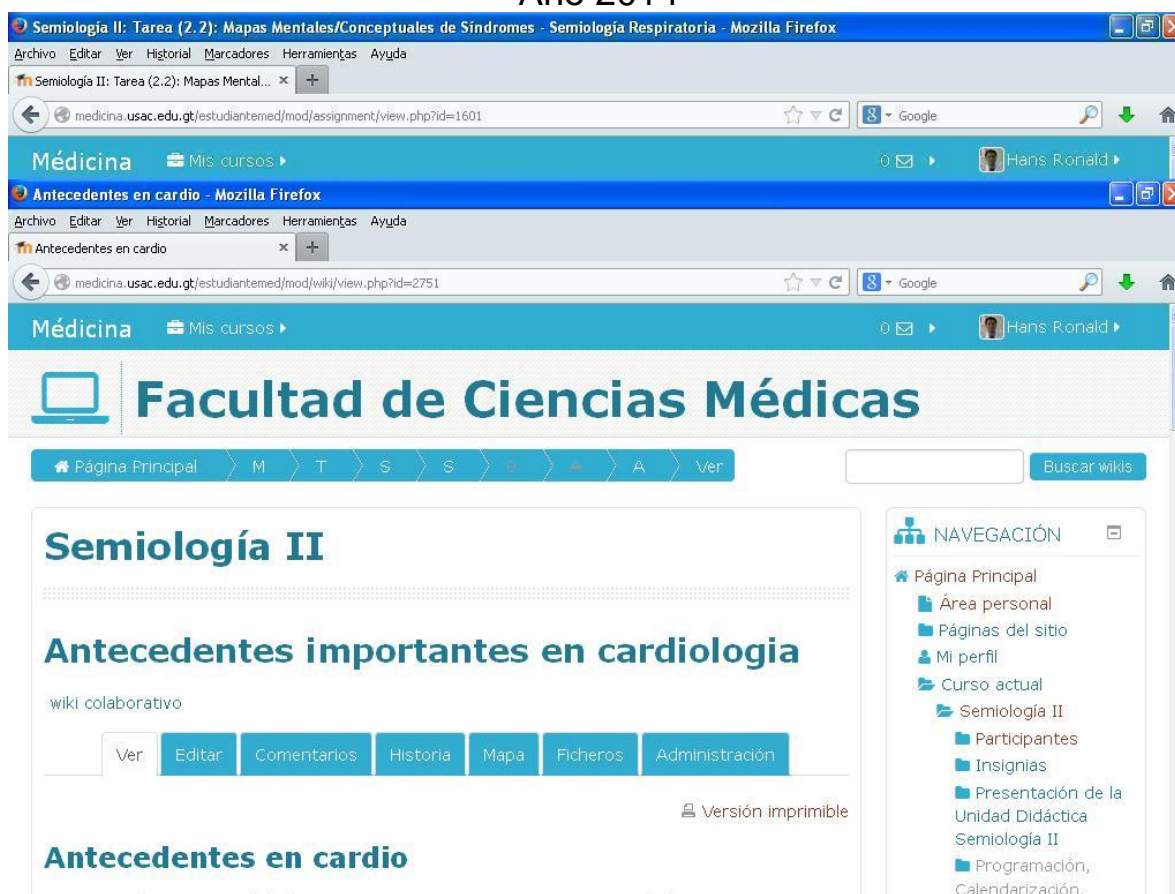 Semiología II: Tarea (2.2): Mapas Mentales/Conceptuales de Síndromes - Semiología Respiratoria - Mozilla Firefox
Archivo Editar Ver Historial Marcadores Herramientas Ayuda
Semiología II: Tarea (2.2): Mapas Mental... × +
medicina.usac.edu.gt/estudiantemed/mod/assignment/view.php?id=1601 Google
Médicina Mis cursos 0 Hans Ronald
Antecedentes en cardio - Mozilla Firefox
Archivo Editar Ver Historial Marcadores Herramientas Ayuda
Antecedentes en cardio × +
medicina.usac.edu.gt/estudiantemed/mod/wiki/view.php?id=2751 Google
Médicina Mis cursos 0 Hans Ronald
Facultad de Ciencias Médicas
Página Principal M T S S A A Ver Buscar wikis
Semiología II
Antecedentes importantes en cardiologia
wiki colaborativo
Ver Editar Comentarios Historia Mapa Ficheros Administración
Versión imprimible
Antecedentes en cardio
NAVEGACIÓN
Página Principal
Área personal
Páginas del sitio
Mi perfil
Curso actual
Semiología II
Participantes
Insignias
Presentación de la
Unidad Didáctica
Semiología II
Programación,
Calendarización,